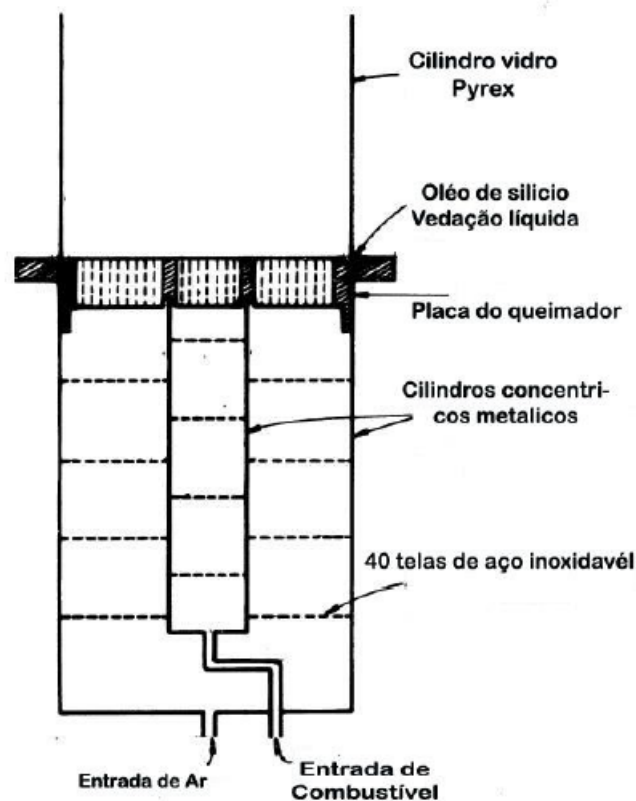 Cilindro vidro
Pyrex
Oléo de silicio
Vedação líquida
Placa do queimador
Cilindros concentri-
cos metalicos
40 telas de aço inoxidavél
Entrada de Ar
Entrada de
Combustível